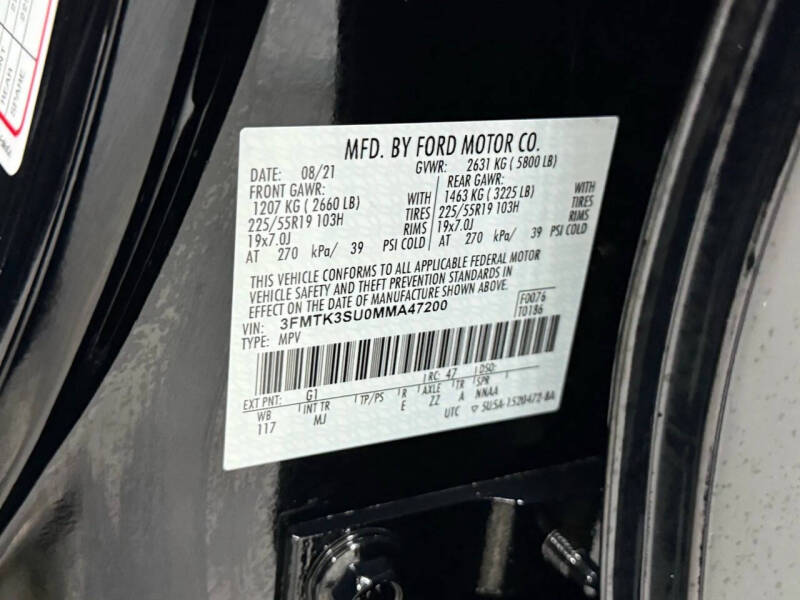 REAR
SPARE
MFD. BY FORD MOTOR CO.
DATE: 08/21 GVWR: 2631 KG ( 5800 LB)
FRONT GAWR: REAR GAWR:
1207 KG ( 2660 LB) WITH 1463 KG ( 3225 LB) WITH
225/55R19 103H TIRES 225/55R19 103H TIRES
19x7.0J RIMS 19x7.0J RIMS
AT 270 kPa/ 39 PSI COLD AT 270 kPa/ 39 PSI COLD
THIS VEHICLE CONFORMS TO ALL APPLICABLE FEDERAL MOTOR
VEHICLE SAFETY AND THEFT PREVENTION STANDARDS IN
EFFECT ON THE DATE OF MANUFACTURE SHOWN ABOVE.
VIN: 3FMTK3SU0MMA47200 F0076
TYPE: MPV T0186
EXT PNT: G1 RC: 47 DSO:
WB INT TR TP/PS R AXLE TR SPR
117 MJ E ZZ A NNAA
UTC ▽ 5U5A-1520472-BA